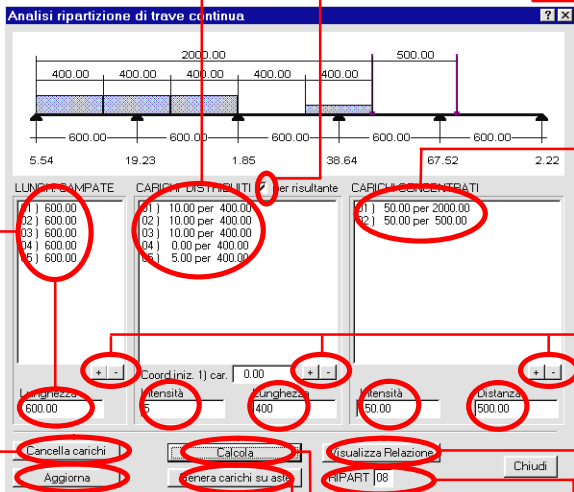 Analisi ripartizione di trave continua
2000.00 500.00
400.00 400.00 400.00 400.00 400.00
600.00 600.00 600.00 600.00 600.00
5.54 19.23 1.85 38.64 67.52 2.22
LUNGH. CAMPATE CARICHI DISTRIBUITI per risultante CARICHI CONCENTRATI
01 ) 600.00
02 ) 600.00
03 ) 600.00
04 ) 600.00
05 ) 600.00
01 ) 10.00 per 400.00
02 ) 10.00 per 400.00
03 ) 10.00 per 400.00
04 ) 0.00 per 400.00
05 ) 5.00 per 400.00
01 ) 50.00 per 2000.00
02 ) 50.00 per 500.00
+ - Coord.iniz. 1) car. 0.00 + - + -
Lunghezza Intensità Lunghezza Intensità Distanza
600.00 5 400 50.00 500.00
Cancella carichi Calcola Visualizza Relazione
Aggiorna Genera carichi su aste RIPART 08 Chiudi